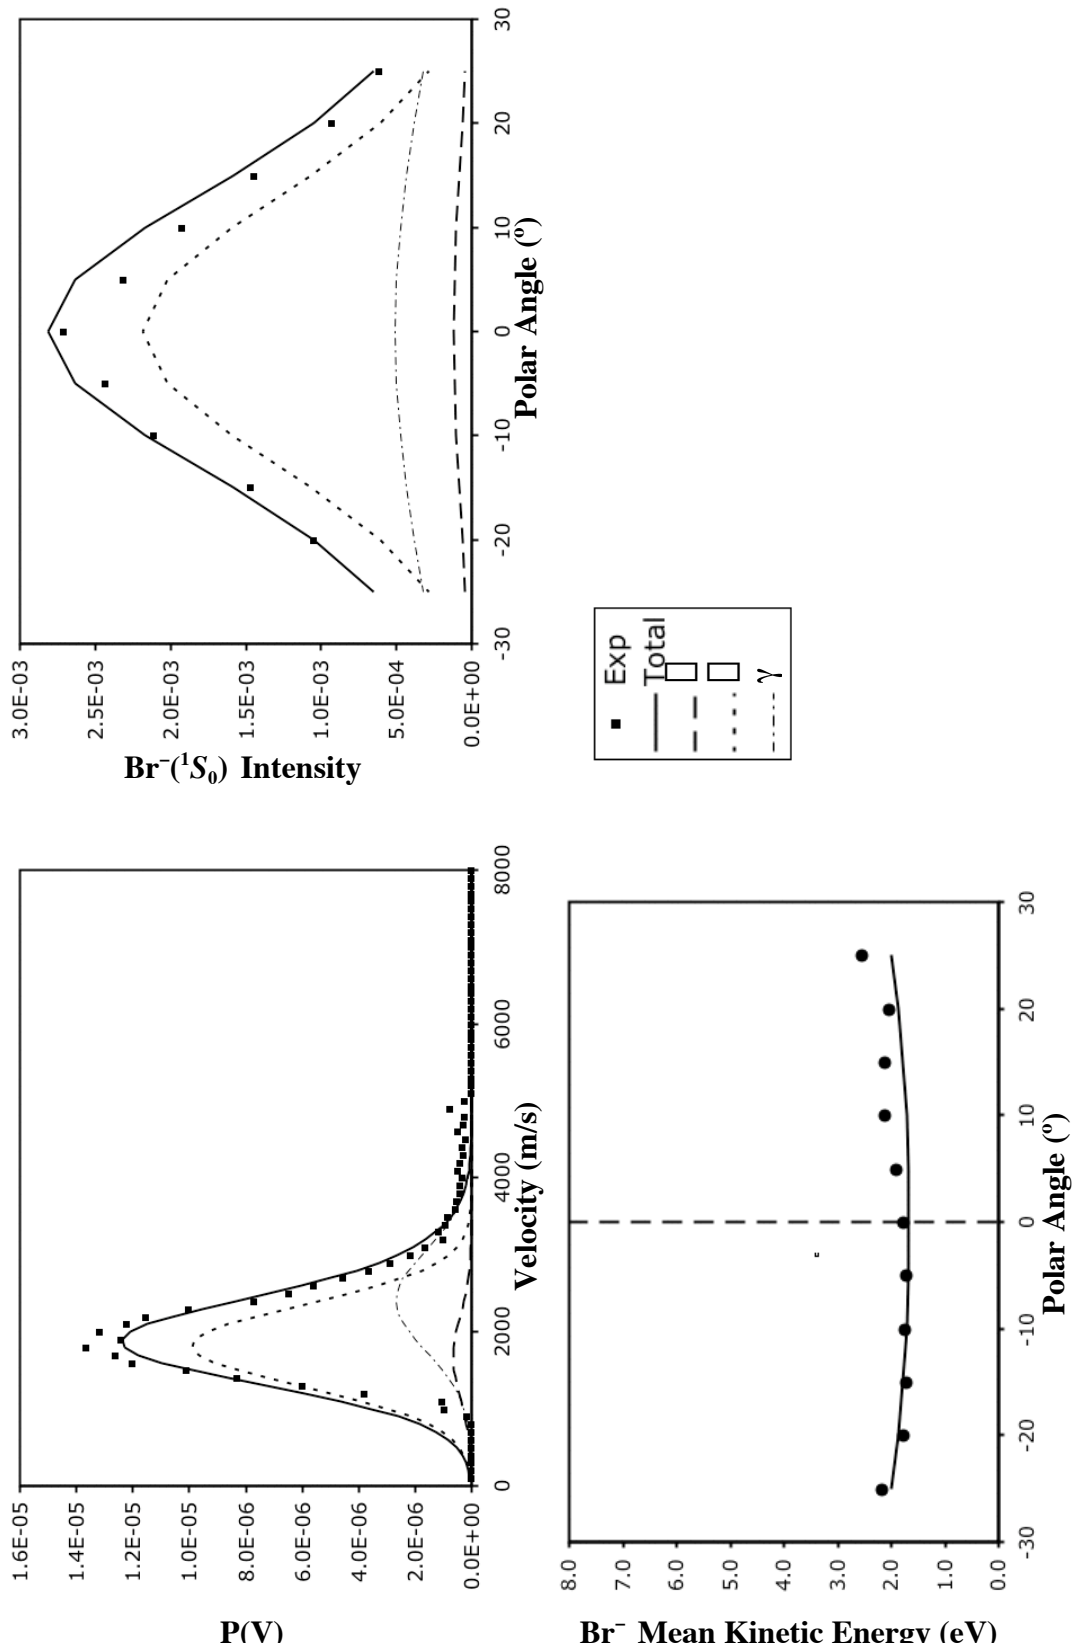 P(V)
1.6E-05
1.4E-05
1.2E-05
1.0E-05
8.0E-06
6.0E-06
4.0E-06
2.0E-06
0.0E+00
0
2000
4000
6000
8000
Velocity (m/s)
Br⁻(¹S₀) Intensity
3.0E-03
2.5E-03
2.0E-03
1.5E-03
1.0E-03
5.0E-04
0.0E+00
-30
-20
-10
0
10
20
30
Polar Angle (º)
Br⁻ Mean Kinetic Energy (eV)
8.0
7.0
6.0
5.0
4.0
3.0
2.0
1.0
0.0
-30
-20
-10
0
10
20
30
Polar Angle (º)
Exp
Total
γ